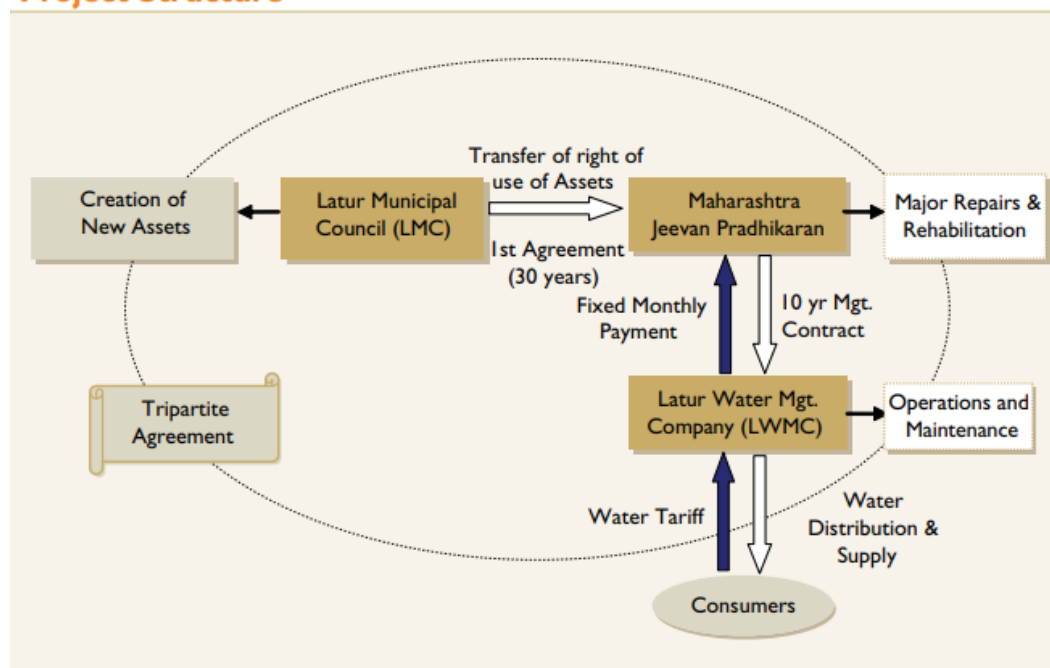 Project Structure
Transfer of right of
use of Assets
Creation of
New Assets
Latur Municipal
Council (LMC)
Maharashtra
Jeevan Pradhikaran
Major Repairs &
Rehabilitation
1st Agreement
(30 years)
Fixed Monthly
Payment
10 yr Mgt.
Contract
Tripartite
Agreement
Latur Water Mgt.
Company (LWMC)
Operations and
Maintenance
Water Tariff
Water
Distribution &
Supply
Consumers